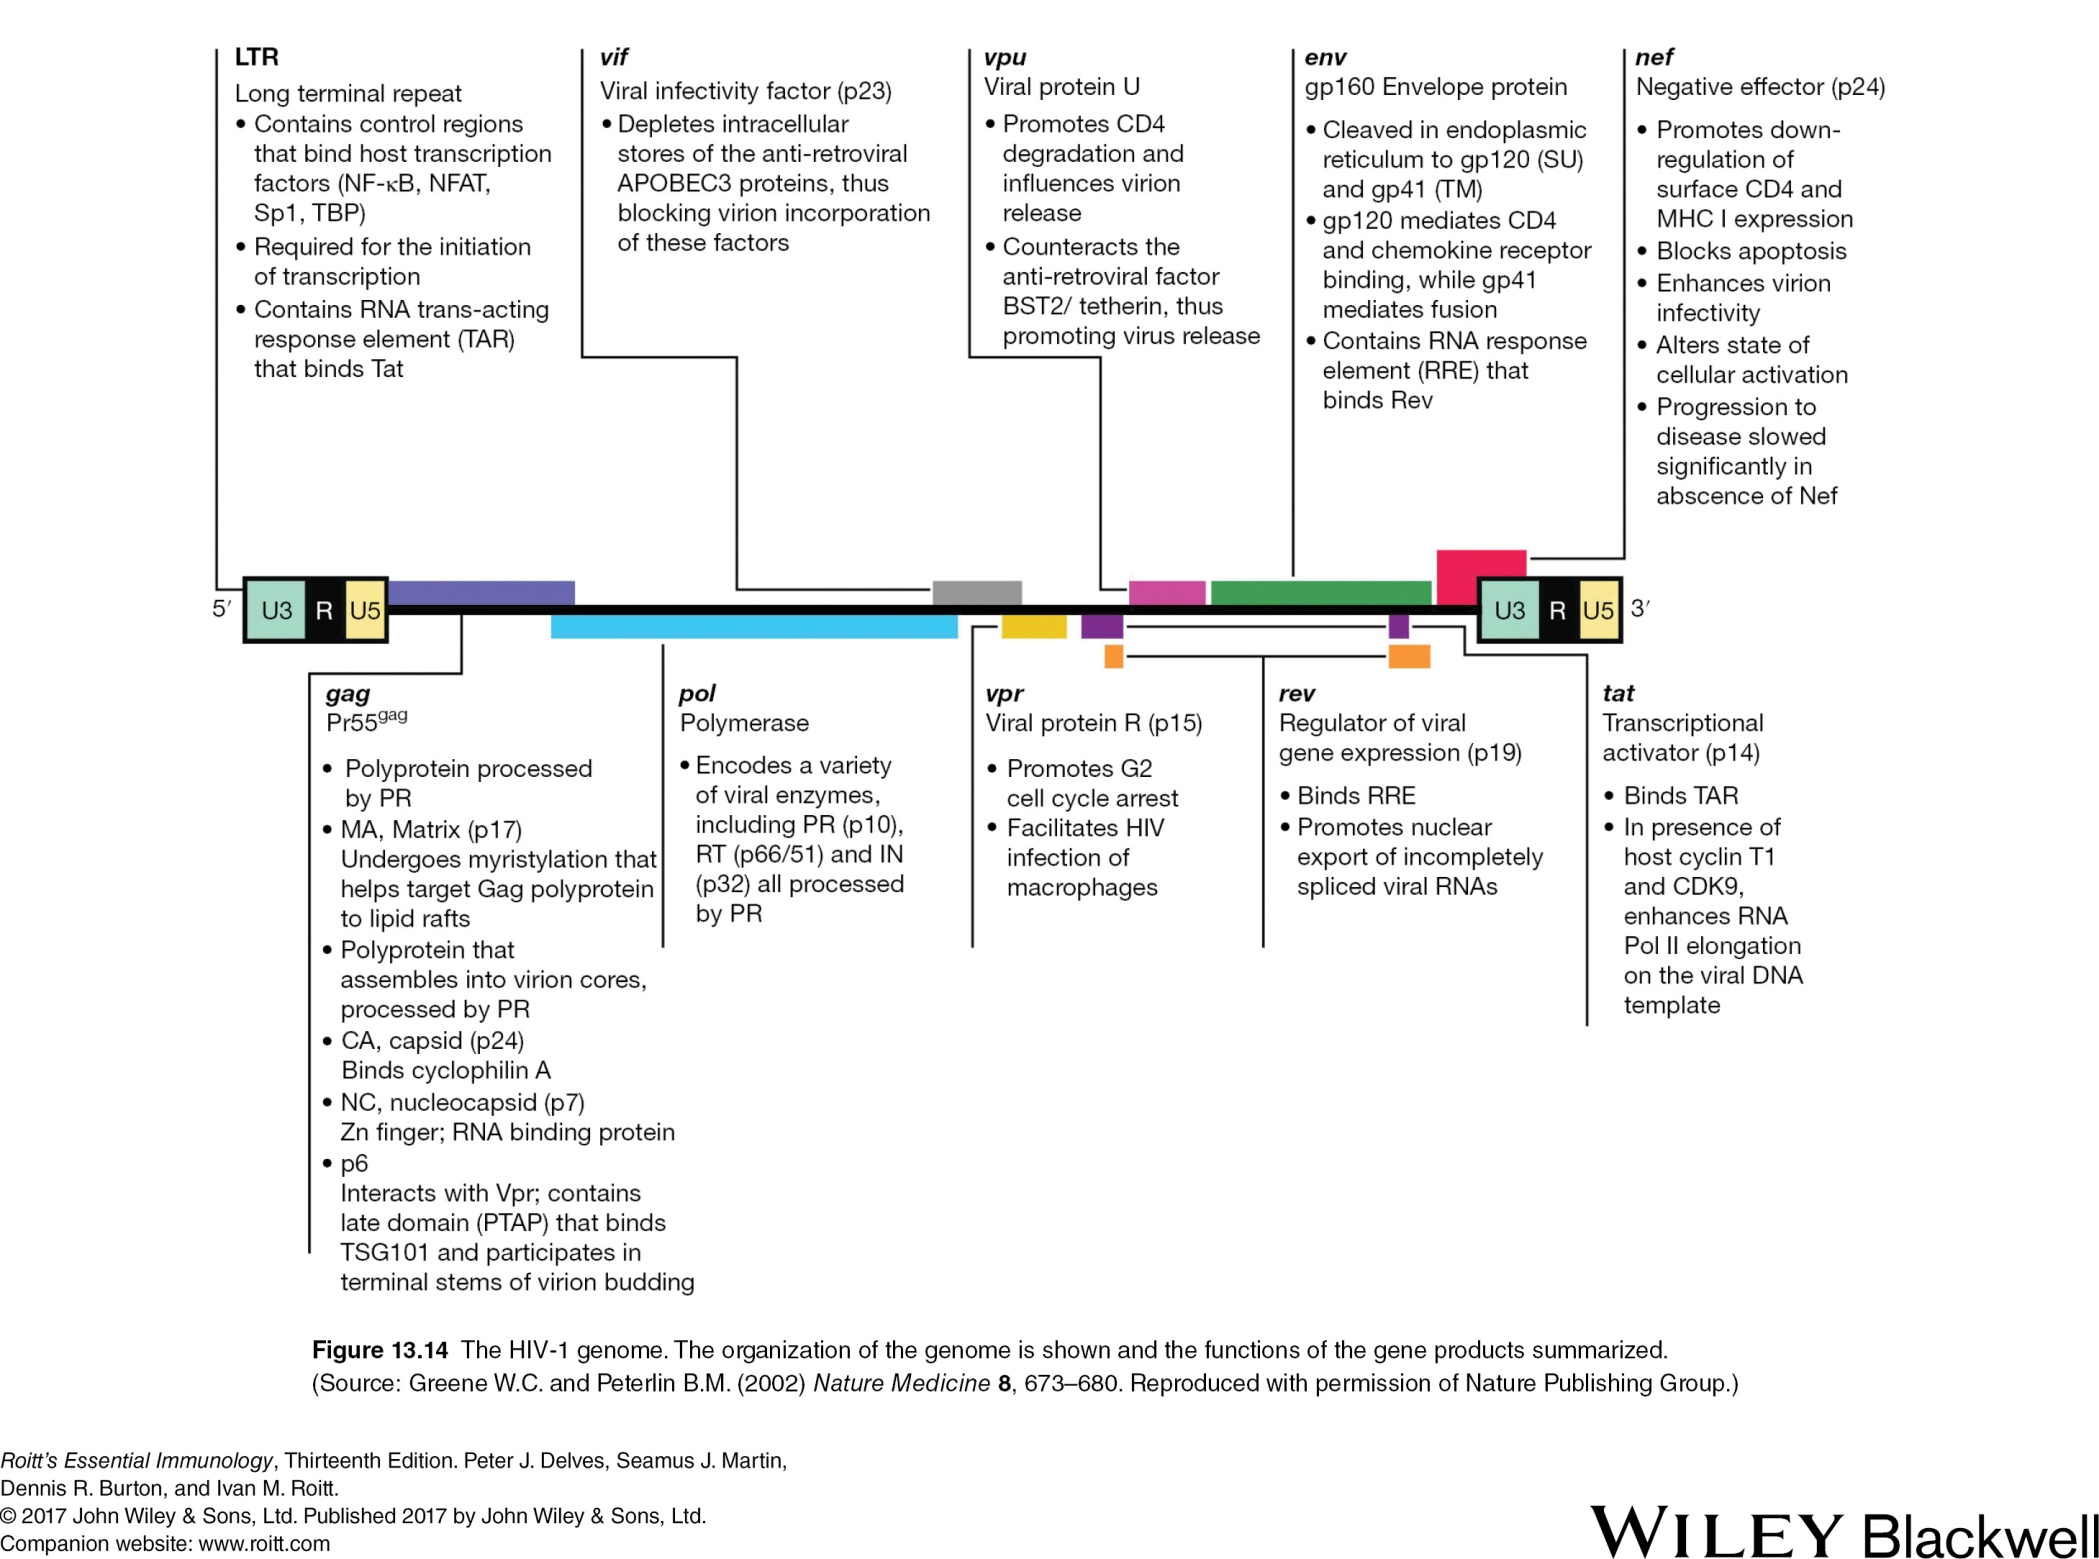 LTR
Long terminal repeat
• Contains control regions
that bind host transcription
factors (NF-κB, NFAT,
Sp1, TBP)
• Required for the initiation
of transcription
• Contains RNA trans-acting
response element (TAR)
that binds Tat
vif
Viral infectivity factor (p23)
• Depletes intracellular
stores of the anti-retroviral
APOBEC3 proteins, thus
blocking virion incorporation
of these factors
vpu
Viral protein U
• Promotes CD4
degradation and
influences virion
release
• Counteracts the
anti-retroviral factor
BST2/ tetherin, thus
promoting virus release
env
gp160 Envelope protein
• Cleaved in endoplasmic
reticulum to gp120 (SU)
and gp41 (TM)
• gp120 mediates CD4
and chemokine receptor
binding, while gp41
mediates fusion
• Contains RNA response
element (RRE) that
binds Rev
nef
Negative effector (p24)
• Promotes down-
regulation of
surface CD4 and
MHC I expression
• Blocks apoptosis
• Enhances virion
infectivity
• Alters state of
cellular activation
• Progression to
disease slowed
significantly in
abscence of Nef
5′ U3 R U5 U3 R U5 3′
gag
Pr55gag
• Polyprotein processed
by PR
• MA, Matrix (p17)
Undergoes myristylation that
helps target Gag polyprotein
to lipid rafts
• Polyprotein that
assembles into virion cores,
processed by PR
• CA, capsid (p24)
Binds cyclophilin A
• NC, nucleocapsid (p7)
Zn finger; RNA binding protein
• p6
Interacts with Vpr; contains
late domain (PTAP) that binds
TSG101 and participates in
terminal stems of virion budding
pol
Polymerase
• Encodes a variety
of viral enzymes,
including PR (p10),
RT (p66/51) and IN
(p32) all processed
by PR
vpr
Viral protein R (p15)
• Promotes G2
cell cycle arrest
• Facilitates HIV
infection of
macrophages
rev
Regulator of viral
gene expression (p19)
• Binds RRE
• Promotes nuclear
export of incompletely
spliced viral RNAs
tat
Transcriptional
activator (p14)
• Binds TAR
• In presence of
host cyclin T1
and CDK9,
enhances RNA
Pol II elongation
on the viral DNA
template
Figure 13.14 The HIV-1 genome. The organization of the genome is shown and the functions of the gene products summarized.
(Source: Greene W.C. and Peterlin B.M. (2002) Nature Medicine 8, 673–680. Reproduced with permission of Nature Publishing Group.)
Roitt's Essential Immunology, Thirteenth Edition. Peter J. Delves, Seamus J. Martin,
Dennis R. Burton, and Ivan M. Roitt.
© 2017 John Wiley & Sons, Ltd. Published 2017 by John Wiley & Sons, Ltd.
Companion website: www.roitt.com
WILEY Blackwell